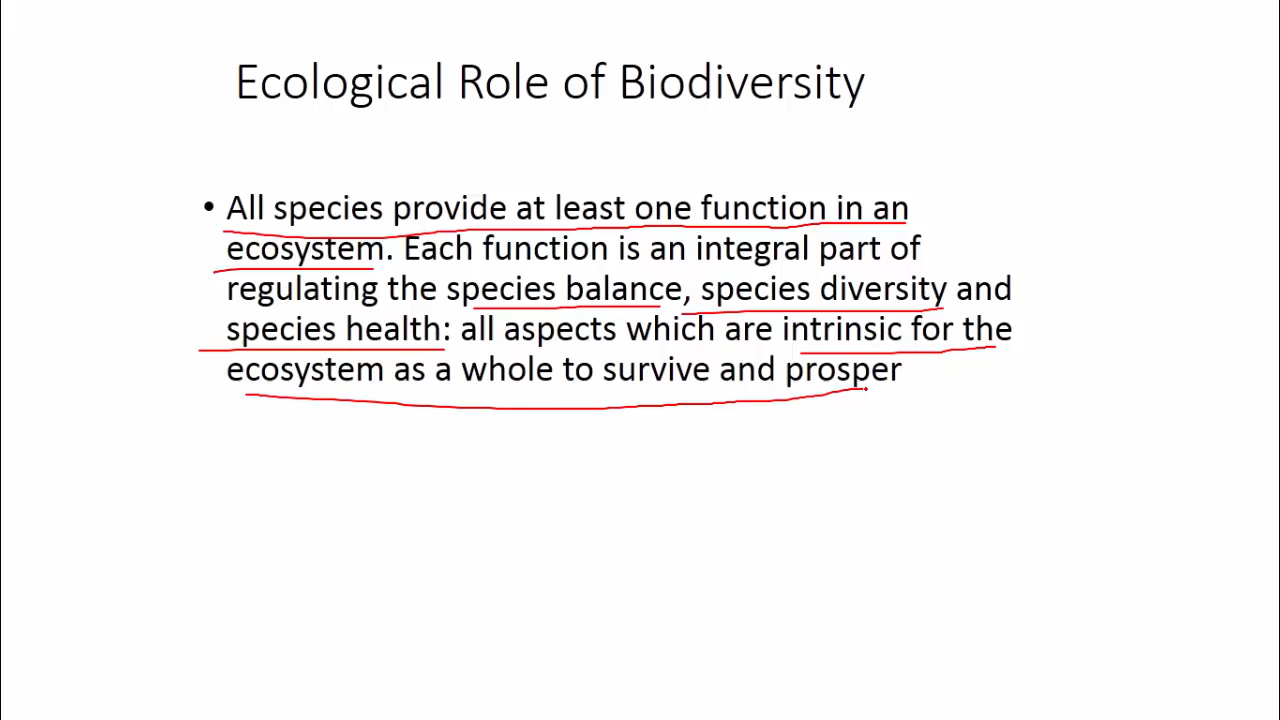 Ecological Role of Biodiversity
• All species provide at least one function in an
ecosystem. Each function is an integral part of
regulating the species balance, species diversity and
species health: all aspects which are intrinsic for the
ecosystem as a whole to survive and prosper